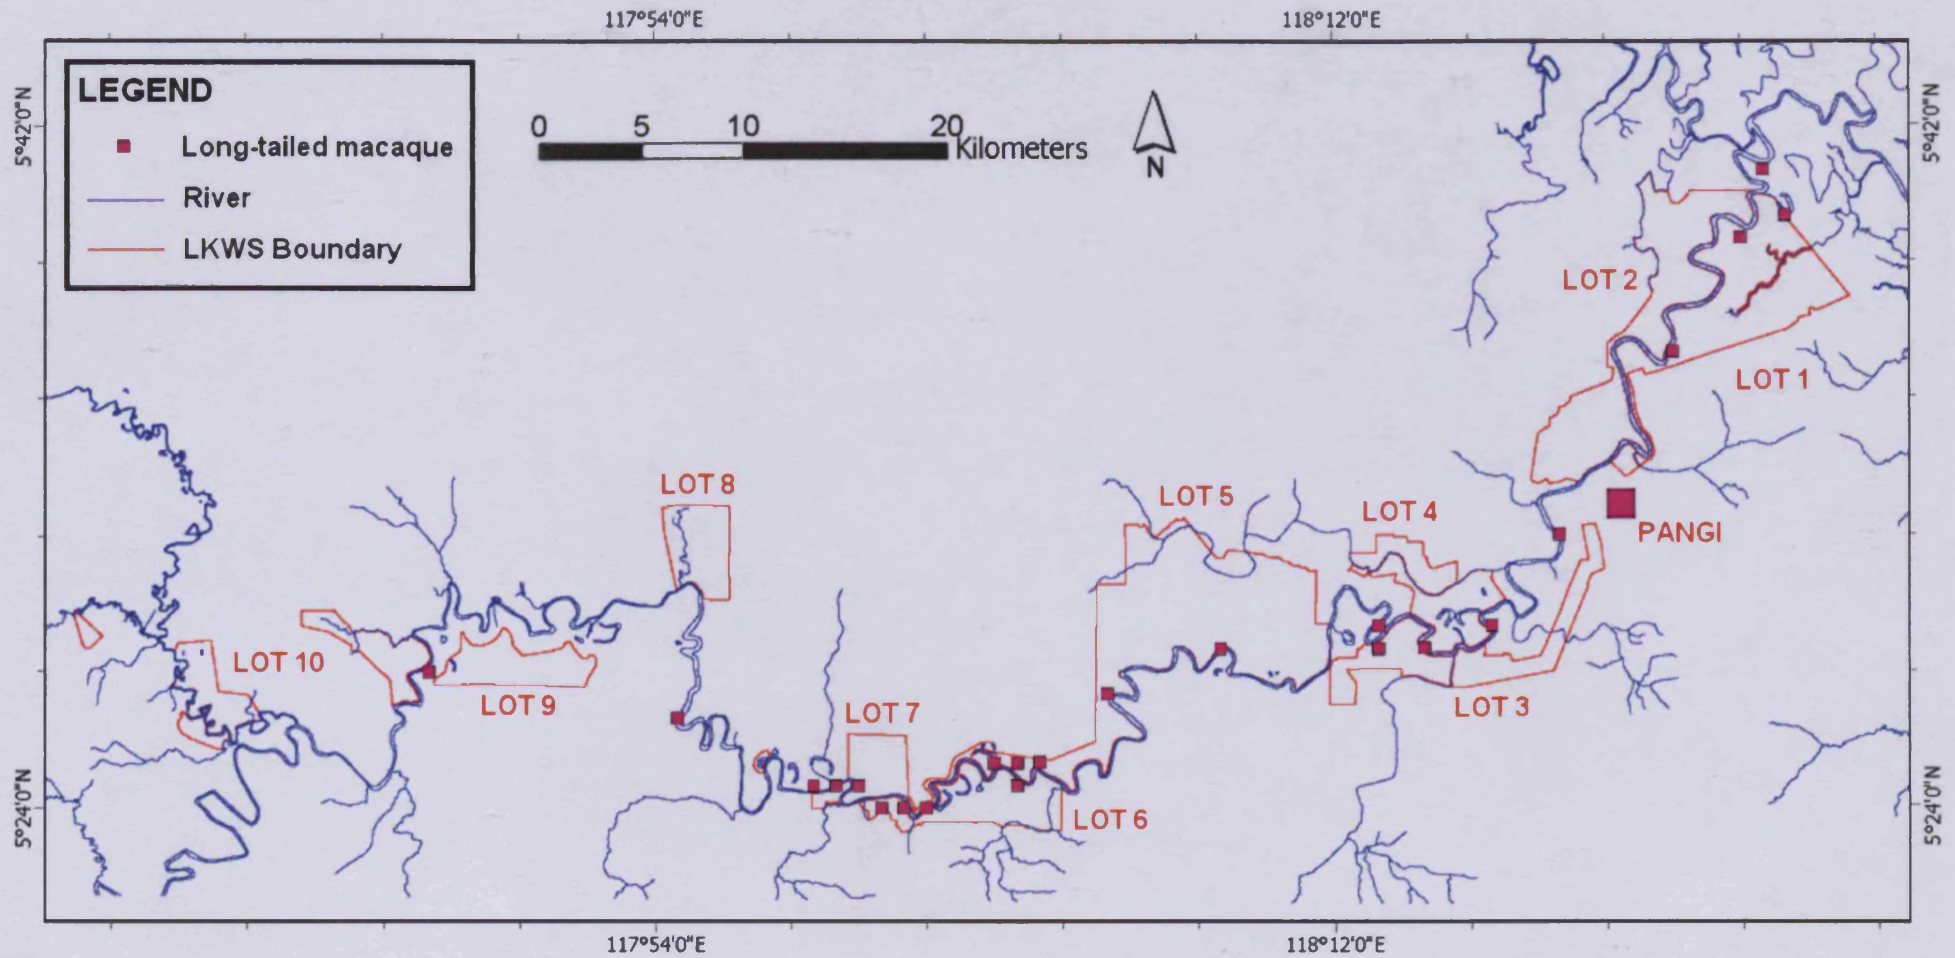 117°54'0"E 118°12'0"E
LEGEND
Long-tailed macaque
River
LKWS Boundary
0 5 10 20
Kilometers
N
5°42'0"N 5°42'0"N
LOT 2
LOT 1
LOT 8
LOT 5
LOT 4
PANGI
LOT 10
LOT 9
LOT 7
LOT 3
LOT 6
5°24'0"N 5°24'0"N
117°54'0"E 118°12'0"E